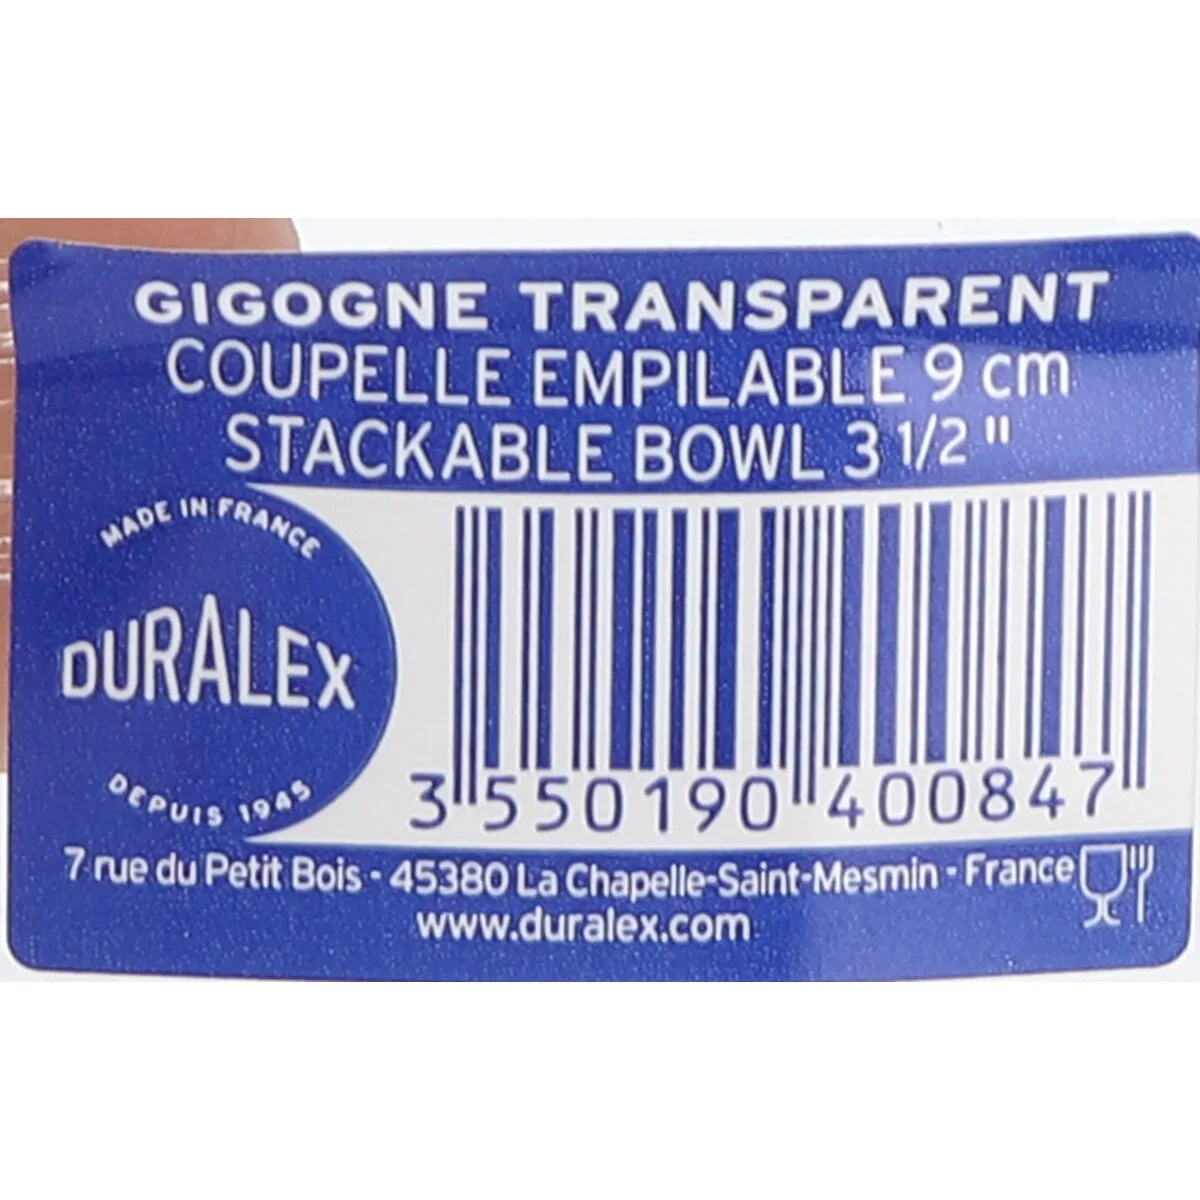 GIGOGNE TRANSPARENT
COUPELLE EMPILABLE 9 cm
STACKABLE BOWL 3 1/2 "
MADE IN FRANCE
DURALEX
DEPUIS 1945
3 550190 400847
7 rue du Petit Bois - 45380 La Chapelle-Saint-Mesmin - France
www.duralex.com